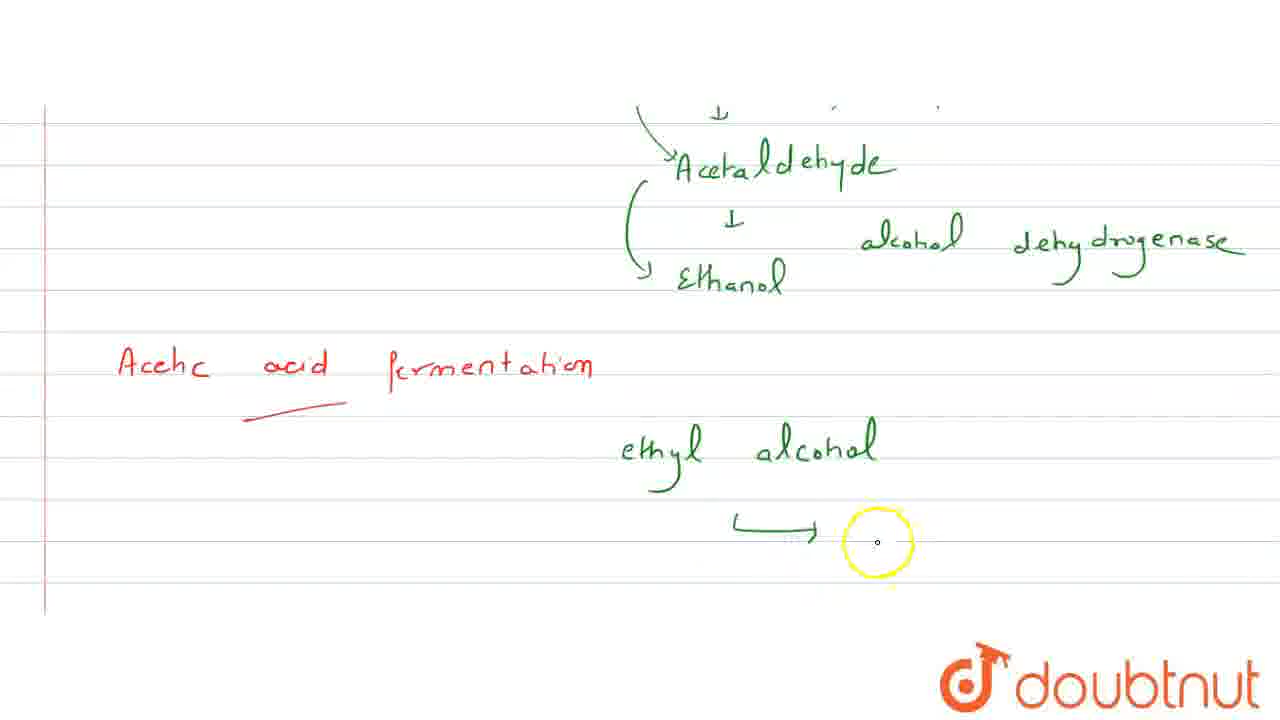 Acetaldehyde
↓
alcohol dehydrogenase
Ethanol
Acetic acid fermentation
ethyl alcohol
doubtnut